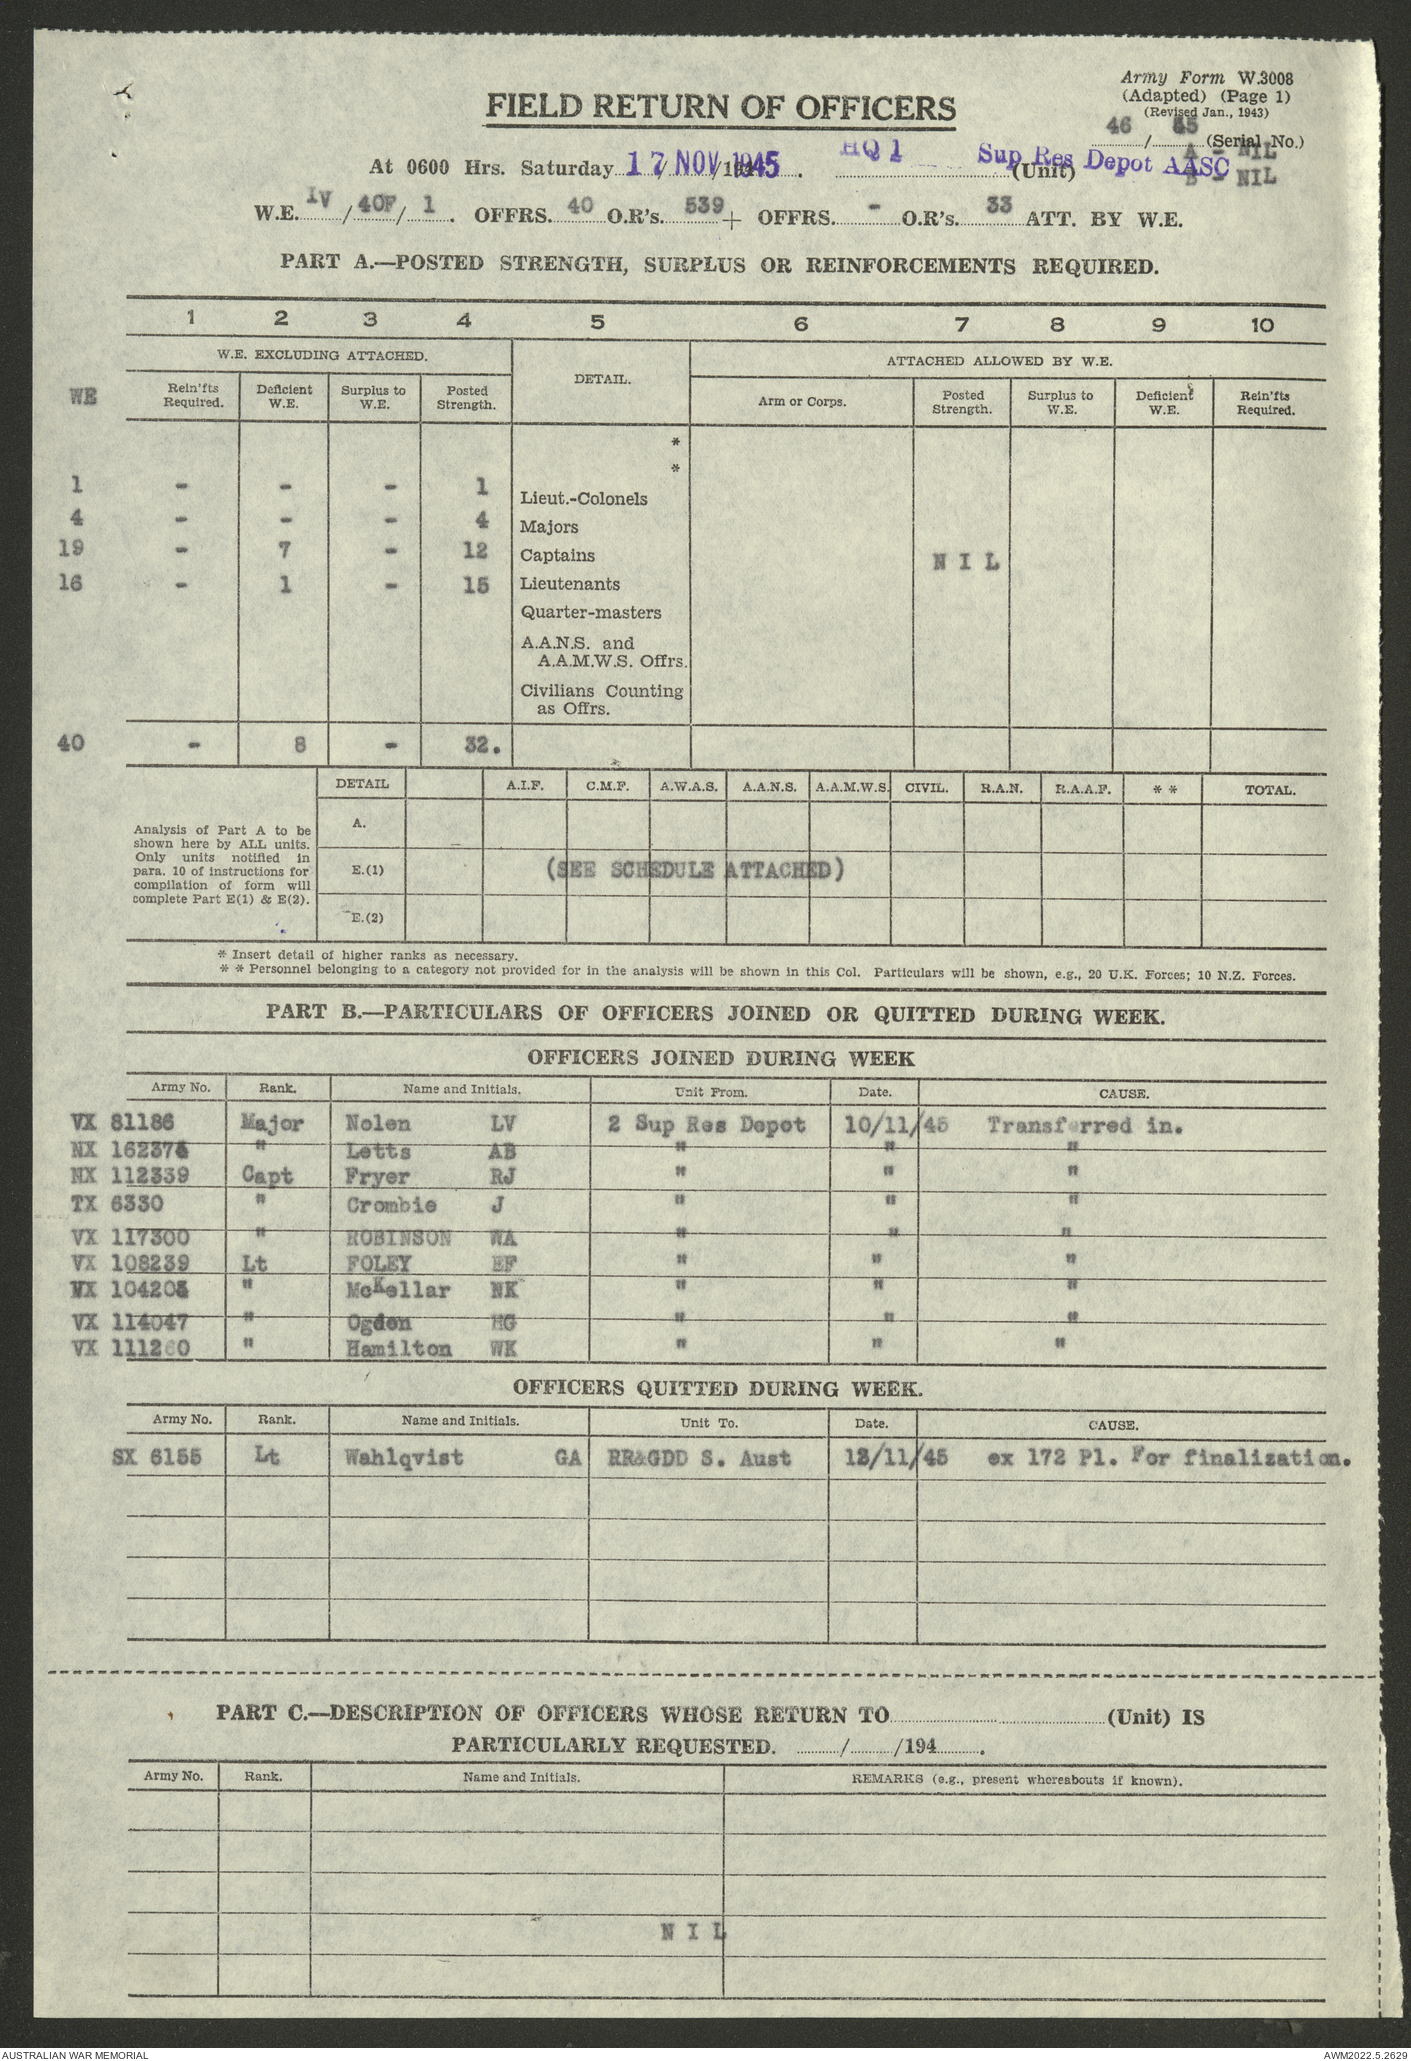 Army Form W.3008
(Adapted) (Page 1)
(Revised Jan., 1943)
FIELD RETURN OF OFFICERS
46 / 45 (Serial No.)
A - NIL
At 0600 Hrs. Saturday 17 NOV 1945 . HQ 1 Sup Res Depot AASC (Unit)
B - NIL
W.E. IV / 40F / 1 . OFFRS. 40 O.R's. 539 + OFFRS. - O.R's. 33 ATT. BY W.E.
PART A.—POSTED STRENGTH, SURPLUS OR REINFORCEMENTS REQUIRED.
1 2 3 4 5 6 7 8 9 10
W.E. EXCLUDING ATTACHED. DETAIL. ATTACHED ALLOWED BY W.E.
WE Rein'fts Required. Deficient W.E. Surplus to W.E. Posted Strength. Arm or Corps. Posted Strength. Surplus to W.E. Deficient W.E. Rein'fts Required.
*
*
1 - - - 1 Lieut.-Colonels
4 - - - 4 Majors
19 - 7 - 12 Captains N I L
16 - 1 - 15 Lieutenants
Quarter-masters
A.A.N.S. and
A.A.M.W.S. Offrs.
Civilians Counting
as Offrs.
40 - 8 - 32.
DETAIL A.I.F. C.M.F. A.W.A.S. A.A.N.S. A.A.M.W.S. CIVIL. R.A.N. R.A.A.F. * * TOTAL.
Analysis of Part A to be
shown here by ALL units.
Only units notified in
para. 10 of instructions for
compilation of form will
complete Part E(1) & E(2).
A.
E.(1) (SEE SCHEDULE ATTACHED)
E.(2)
* Insert detail of higher ranks as necessary.
* * Personnel belonging to a category not provided for in the analysis will be shown in this Col. Particulars will be shown, e.g., 20 U.K. Forces; 10 N.Z. Forces.
PART B.—PARTICULARS OF OFFICERS JOINED OR QUITTED DURING WEEK.
OFFICERS JOINED DURING WEEK
Army No. Rank. Name and Initials. Unit From. Date. CAUSE.
VX 81186 Major Nolen LV 2 Sup Res Depot 10/11/45 Transferred in.
NX " Letts AB " " "
NX 112339 Capt Fryer RJ " " "
TX 6330 " Crombie J " " "
VX 117300 " ROBINSON WA " " "
VX 108239 Lt FOLEY EF " " "
VX " McKellar NK " " "
VX 114047 " Ogden HG " " "
VX 111260 " Hamilton WK " " "
OFFICERS QUITTED DURING WEEK.
Army No. Rank. Name and Initials. Unit To. Date. CAUSE.
SX 6155 Lt Wahlqvist GA RR&GDD S. Aust /11/45 ex 172 Pl. For finalization.
PART C.—DESCRIPTION OF OFFICERS WHOSE RETURN TO (Unit) IS
PARTICULARLY REQUESTED. / /194 .
Army No. Rank. Name and Initials. REMARKS (e.g., present whereabouts if known).
N I L
AUSTRALIAN WAR MEMORIAL AWM2022.5.2629